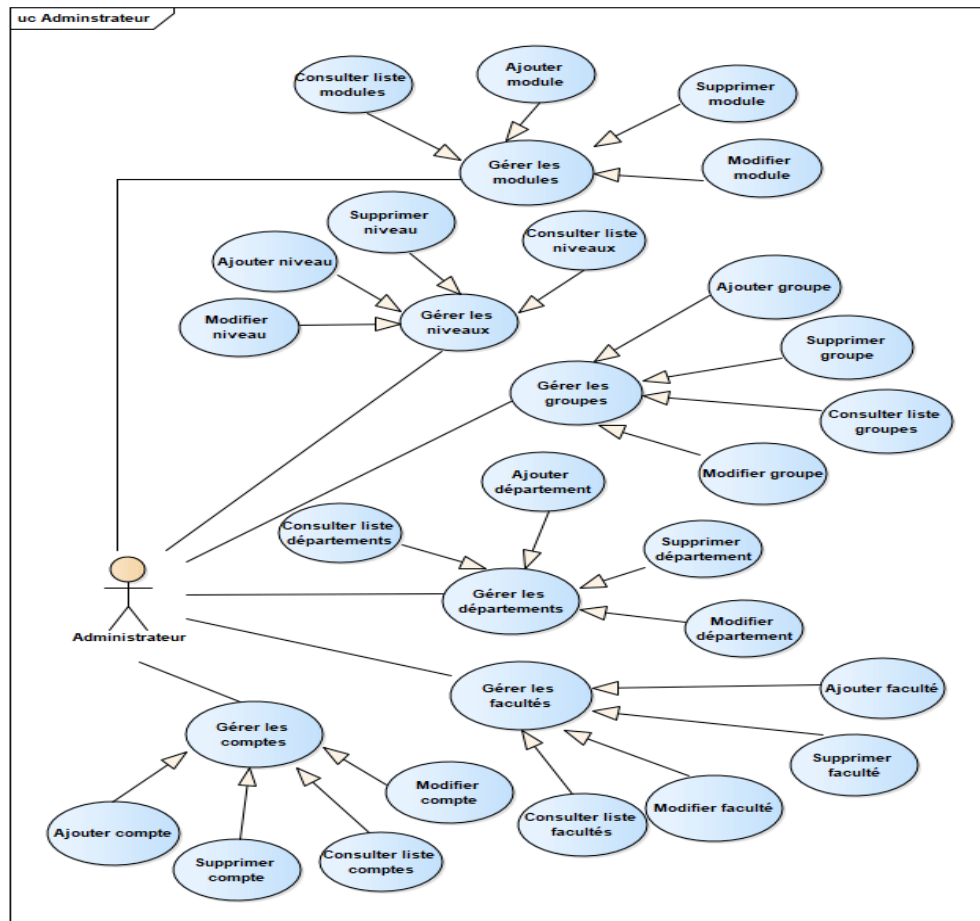 uc Adminstrateur
Consulter liste
modules
Ajouter
module
Supprimer
module
Gérer les
modules
Modifier
module
Supprimer
niveau
Consulter liste
niveaux
Ajouter niveau
Modifier
niveau
Gérer les
niveaux
Ajouter groupe
Supprimer
groupe
Gérer les
groupes
Consulter liste
groupes
Modifier groupe
Ajouter
département
Consulter liste
départements
Supprimer
département
Gérer les
départements
Modifier
département
Administrateur
Gérer les
facultés
Ajouter faculté
Supprimer
faculté
Modifier faculté
Consulter liste
facultés
Gérer les
comptes
Modifier
compte
Ajouter compte
Supprimer
compte
Consulter liste
comptes